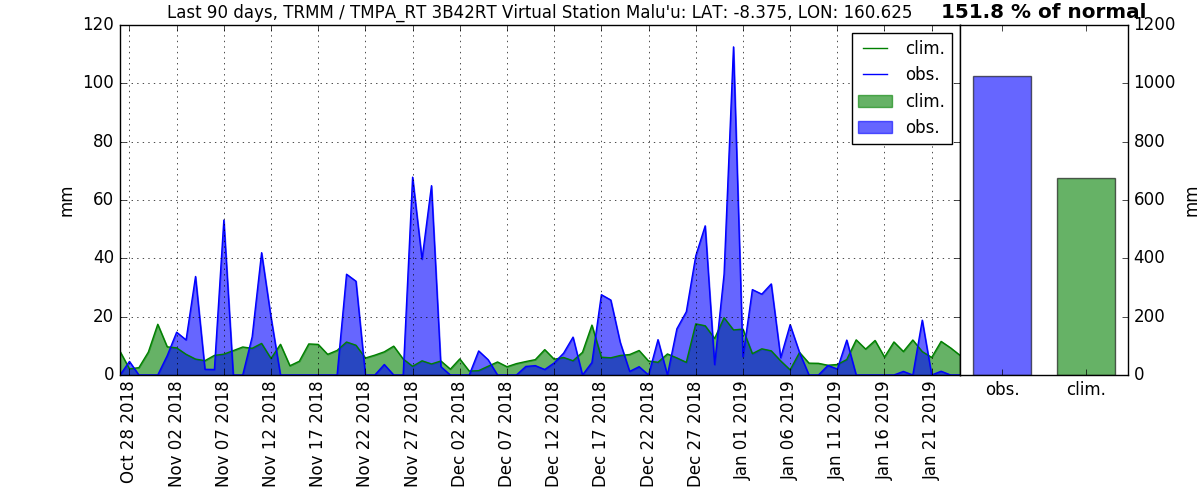 Last 90 days, TRMM / TMPA_RT 3B42RT Virtual Station Malu'u: LAT: -8.375, LON: 160.625
151.8 % of normal
120
100
80
60
40
20
0
mm
clim.
obs.
clim.
obs.
Oct 28 2018
Nov 02 2018
Nov 07 2018
Nov 12 2018
Nov 17 2018
Nov 22 2018
Nov 27 2018
Dec 02 2018
Dec 07 2018
Dec 12 2018
Dec 17 2018
Dec 22 2018
Dec 27 2018
Jan 01 2019
Jan 06 2019
Jan 11 2019
Jan 16 2019
Jan 21 2019
1200
1000
800
600
400
200
0
mm
obs.
clim.